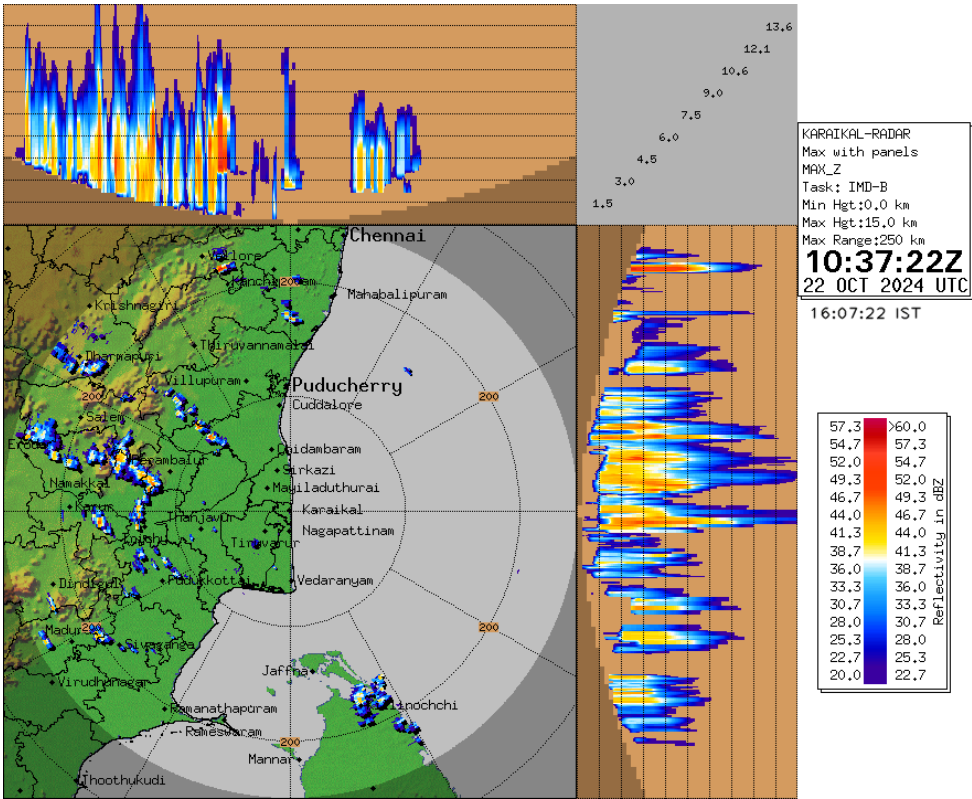 13.6
12.1
10.6
9.0
7.5
6.0
4.5
3.0
1.5
KARAIKAL-RADAR
Max with panels
MAX_Z
Task: IMD-B
Min Hgt:0.0 km
Max Hgt:15.0 km
Max Range:250 km
10:37:22Z
22 OCT 2024 UTC
16:07:22 IST
Chennai
Vellore
200
Mahabalipuram
Krishnagiri
Thiruvannamalai
Dharmapuri
Villupuram
Puducherry
200
200
Cuddalore
Salem
Chidambaram
Perambalur
Sirkazi
Namakkal
Mayiladuthurai
Karur
Karaikal
Thanjavur
Nagapattinam
Tiruvarur
Dindigul
Pudukkottai
Vedaranyam
200
200
Sivaganga
Jaffna
Virudhunagar
Ramanathapuram
Rameswaram
200
Mannar
Thoothukudi
57.3 >60.0
54.7 57.3
52.0 54.7
49.3 52.0
46.7 49.3
44.0 46.7
41.3 44.0
38.7 41.3
36.0 38.7
33.3 36.0
30.7 33.3
28.0 30.7
25.3 28.0
22.7 25.3
20.0 22.7
Reflectivity in dBZ